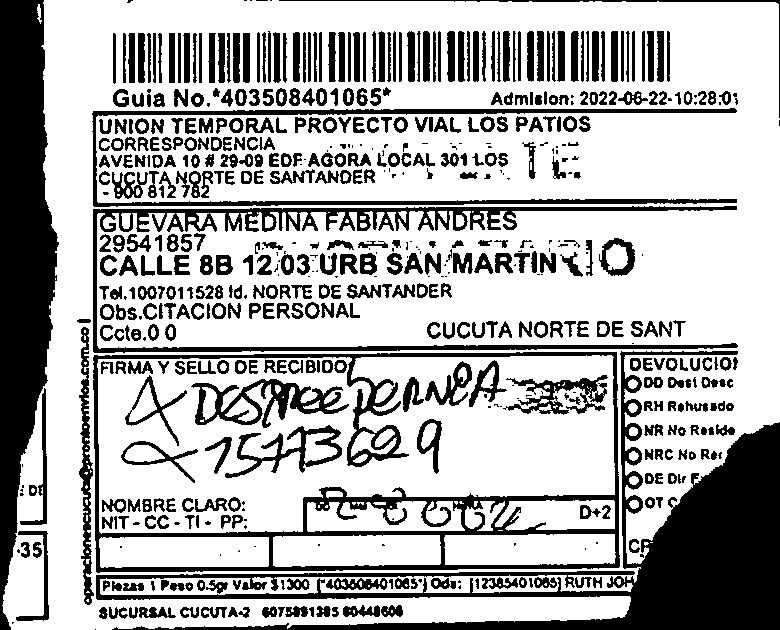 Guia No.*403508401065*
Admision: 2022-06-22-10:28:01
UNION TEMPORAL PROYECTO VIAL LOS PATIOS
CORRESPONDENCIA
AVENIDA 10 # 29-09 EDF AGORA LOCAL 301 LOS
CUCUTA NORTE DE SANTANDER
- 900 812 782
GUEVARA MEDINA FABIAN ANDRES
29541857
CALLE 8B 12 03 URB SAN MARTIN
Tel.1007011528 Id. NORTE DE SANTANDER
Obs.CITACION PERSONAL
Ccte.0 0
CUCUTA NORTE DE SANT
operacionescucuta@prontoenvios.com.co
FIRMA Y SELLO DE RECIBIDO
NOMBRE CLARO:
NIT - CC - TI - PP:
D+2
DEVOLUCIO
DD Desl Desc
RH Rehusado
NR No Reside
NRC No Rec
DE Dir
OT
: DE
-35
Piezas 1 Peso 0.5gr Valor $1300 (*403508401065*) Ods: [12385401065] RUTH JOH
SUCURSAL CUCUTA-2 6075891385 60448606